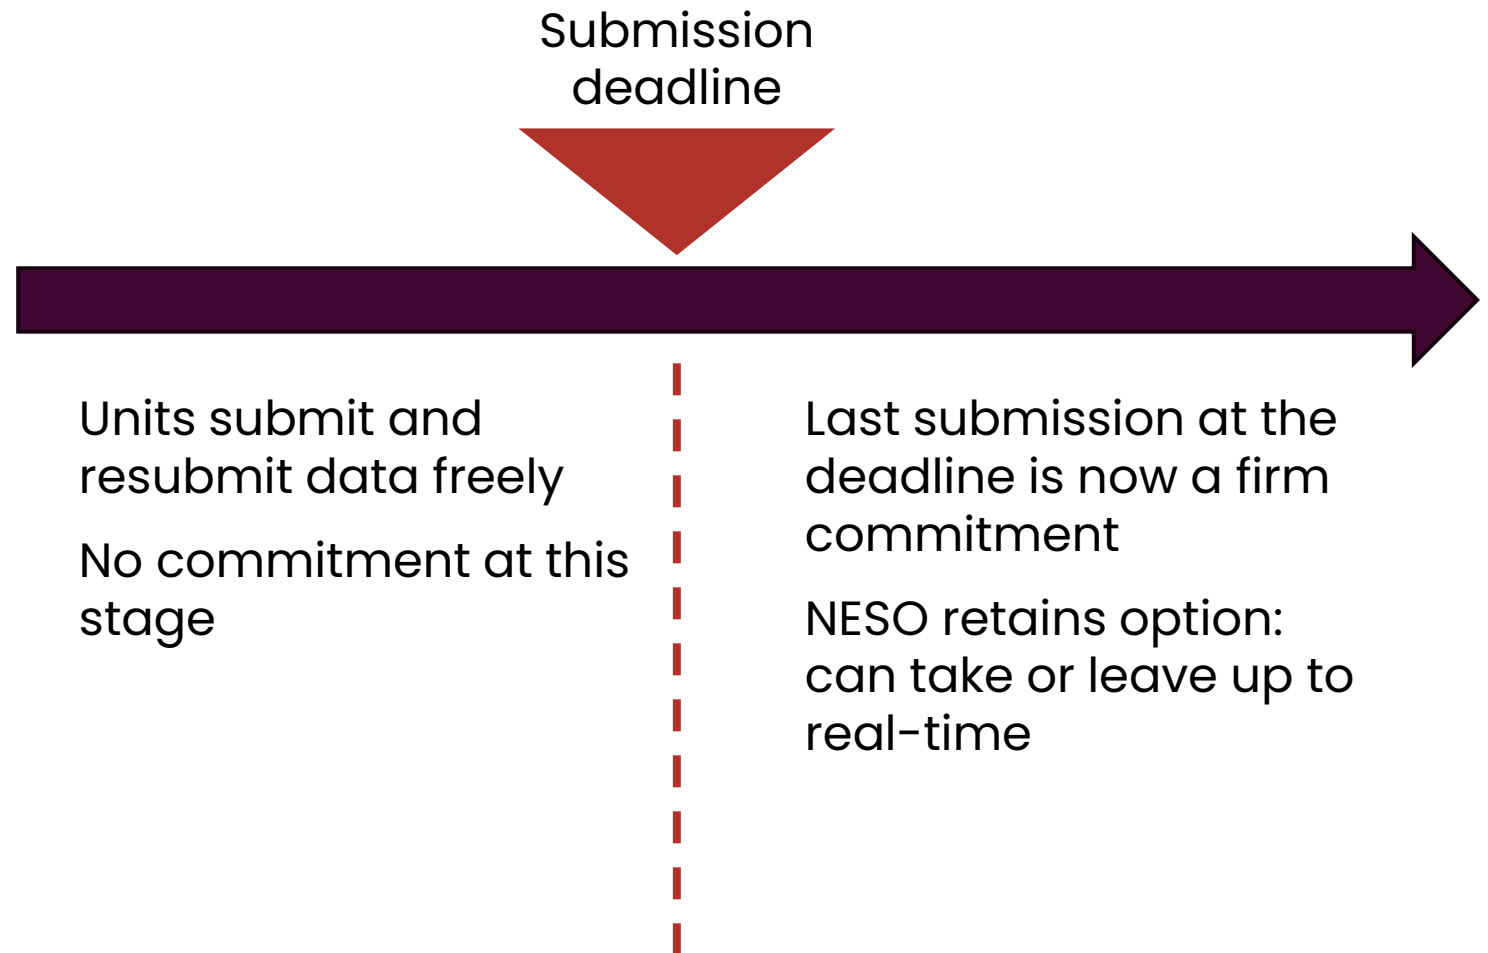 Submission
deadline
Units submit and
resubmit data freely
No commitment at this
stage
Last submission at the
deadline is now a firm
commitment
NESO retains option:
can take or leave up to
real-time